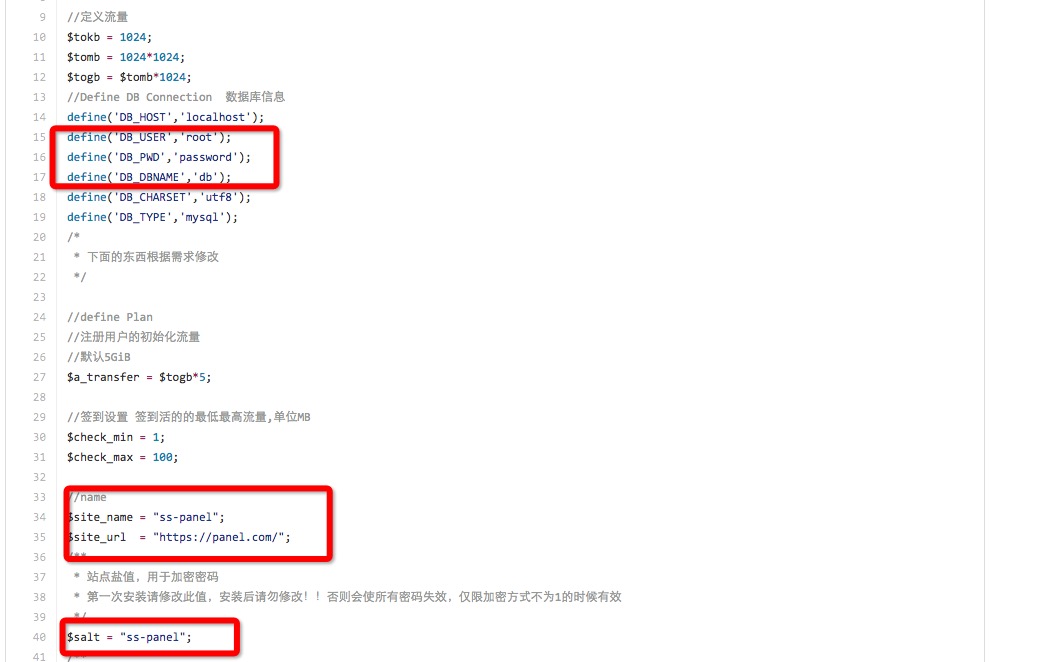 9 //定义流量
10 $tokb = 1024;
11 $tomb = 1024*1024;
12 $togb = $tomb*1024;
13 //Define DB Connection  数据库信息
14 define('DB_HOST','localhost');
15 define('DB_USER','root');
16 define('DB_PWD','password');
17 define('DB_DBNAME','db');
18 define('DB_CHARSET','utf8');
19 define('DB_TYPE','mysql');
20 /*
21 * 下面的东西根据需求修改
22 */
23
24 //define Plan
25 //注册用户的初始化流量
26 //默认5GiB
27 $a_transfer = $togb*5;
28
29 //签到设置 签到活的的最低最高流量,单位MB
30 $check_min = 1;
31 $check_max = 100;
32
33 //name
34 $site_name = "ss-panel";
35 $site_url  = "https://panel.com/";
36 /**
37 * 站点盐值，用于加密密码
38 * 第一次安装请修改此值，安装后请勿修改！！否则会使所有密码失效，仅限加密方式不为1的时候有效
39 */
40 $salt = "ss-panel";
41 /**